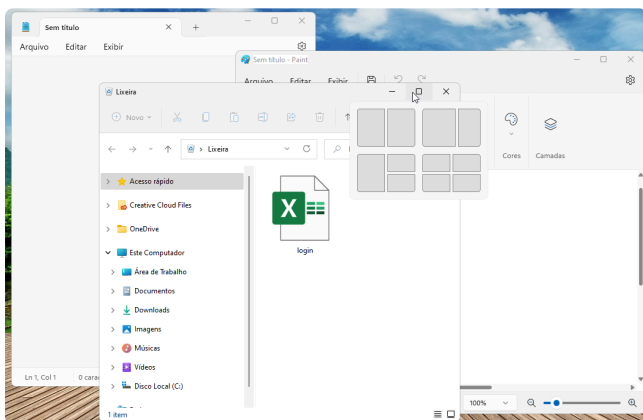 Sem título
Arquivo Editar Exibir
Sem título - Paint
Arquivo Editar Exibir
Lixeira
Novo
Lixeira
Cores Camadas
Acesso rápido
Creative Cloud Files
OneDrive
Este Computador
Área de Trabalho
Documentos
Downloads
Imagens
Músicas
Vídeos
Disco Local (C:)
login
Ln 1, Col 1 0 cara
1 item
100%